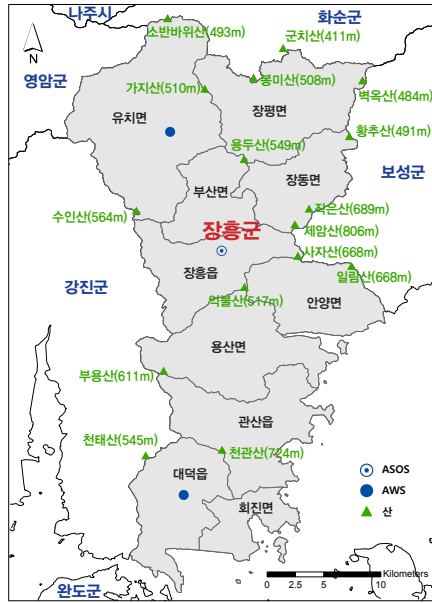 나주시
화순군
소반바위산(493m)
군치산(411m)
N
영암군
가지산(510m)
봉미산(508m)
벽옥산(484m)
장평면
유치면
황추산(491m)
용두산(549m)
보성군
부산면
장동면
수인산(564m)
작은산(689m)
제암산(806m)
장흥군
사자산(668m)
장흥읍
일림산(668m)
강진군
억불산(517m)
안양면
용산면
부용산(611m)
관산읍
천태산(545m)
천관산(724m)
대덕읍
ASOS
AWS
회진면
산
Kilometers
0 2.5 5 10
완도군